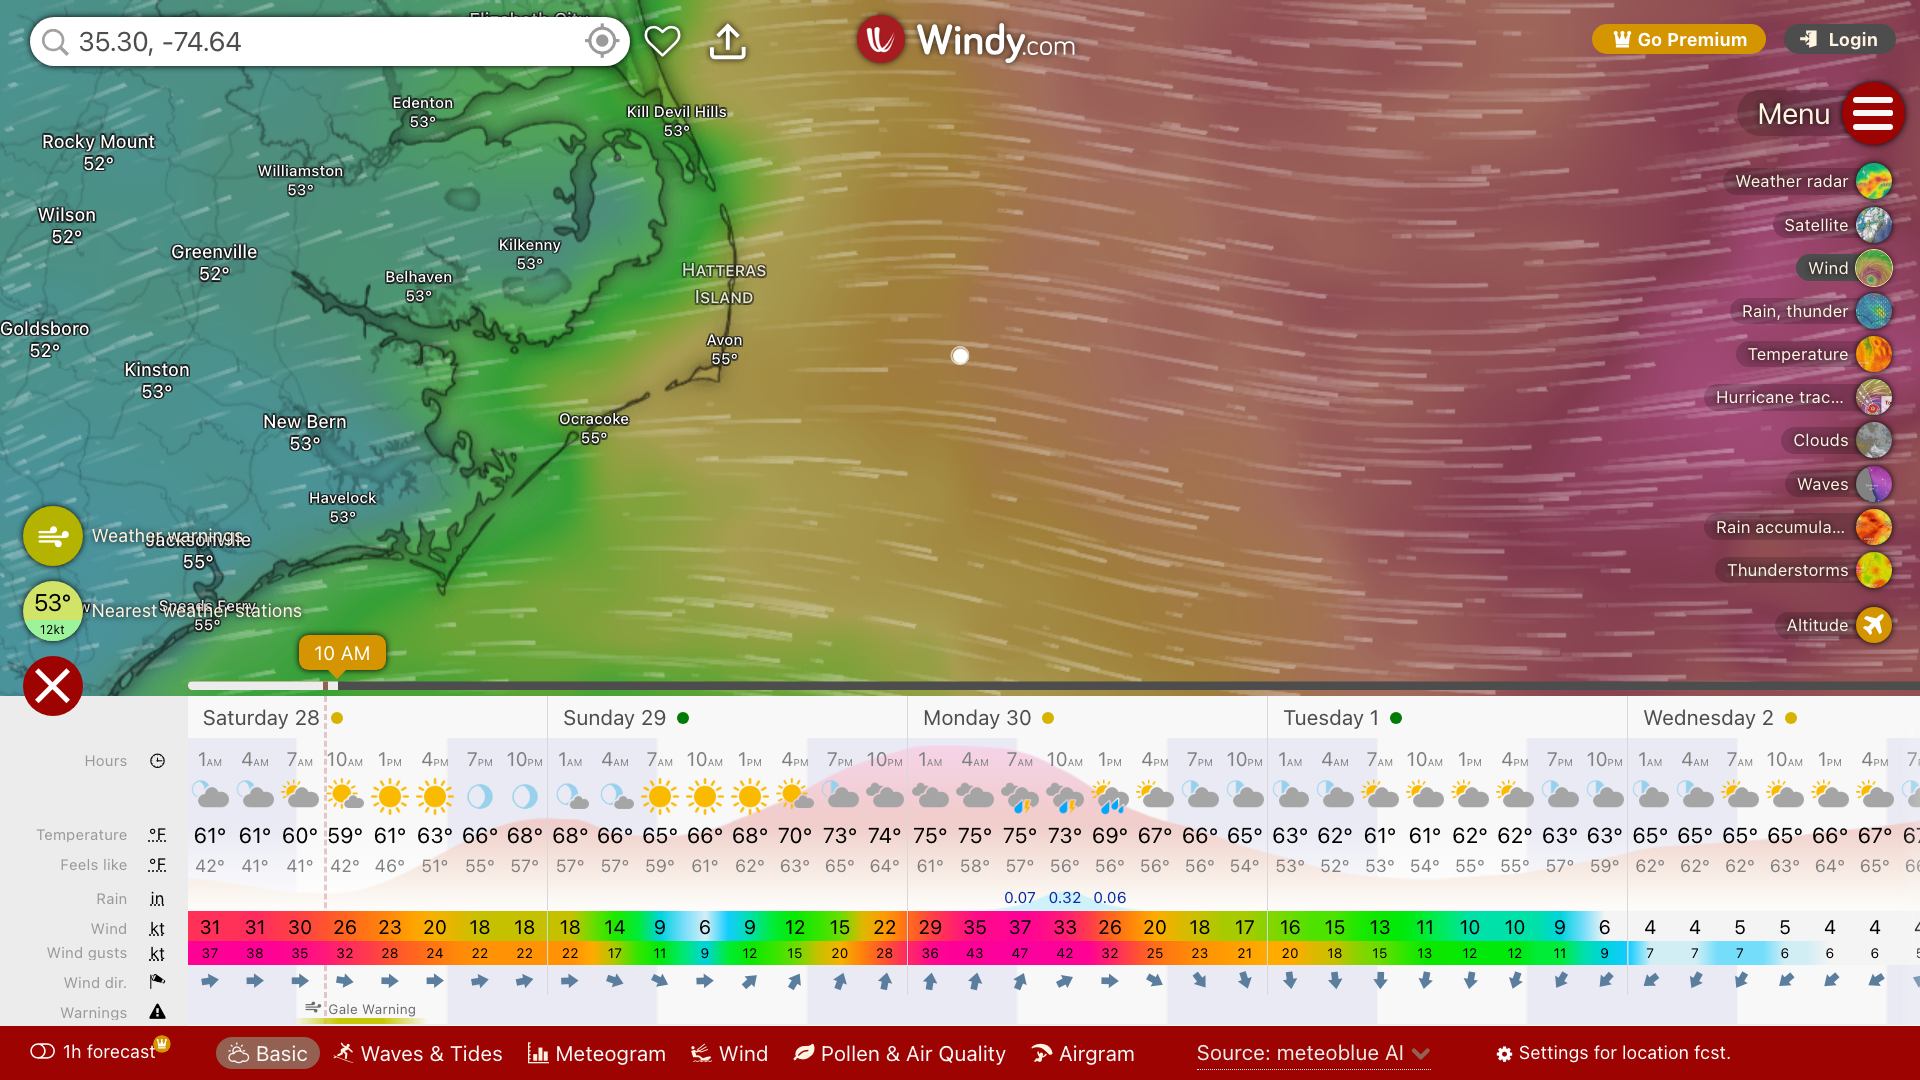 Elizabeth City
35.30, -74.64
Windy.com
Go Premium
Login
Menu
Edenton
53°
Kill Devil Hills
53°
Rocky Mount
52°
Williamston
53°
Weather radar
Wilson
52°
Satellite
Greenville
52°
Kilkenny
53°
Wind
Belhaven
53°
HATTERAS
ISLAND
Rain, thunder
Goldsboro
52°
Avon
55°
Temperature
Kinston
53°
Hurricane trac...
New Bern
53°
Ocracoke
55°
Clouds
Havelock
53°
Waves
Weather warnings
Jacksonville
55°
Rain accumula...
Thunderstorms
53°
12kt
Nearest weather stations
Sneads Ferry
55°
Altitude
10 AM
Saturday 28
Sunday 29
Monday 30
Tuesday 1
Wednesday 2
Hours 1AM 4AM 7AM 10AM 1PM 4PM 7PM 10PM 1AM 4AM 7AM 10AM 1PM 4PM 7PM 10PM 1AM 4AM 7AM 10AM 1PM 4PM 7PM 10PM 1AM 4AM 7AM 10AM 1PM 4PM 7PM 10PM 1AM 4AM 7AM 10AM 1PM 4PM
Temperature °F 61° 61° 60° 59° 61° 63° 66° 68° 68° 66° 65° 66° 68° 70° 73° 74° 75° 75° 75° 73° 69° 67° 66° 65° 63° 62° 61° 61° 62° 62° 63° 63° 65° 65° 65° 65° 66° 67°
Feels like °F 42° 41° 41° 42° 46° 51° 55° 57° 57° 57° 59° 61° 62° 63° 65° 64° 61° 58° 57° 56° 56° 56° 56° 54° 53° 52° 53° 54° 55° 55° 57° 59° 62° 62° 62° 63° 64° 65°
Rain in 0.07 0.32 0.06
Wind kt 31 31 30 26 23 20 18 18 18 14 9 6 9 12 15 22 29 35 37 33 26 20 18 17 16 15 13 11 10 10 9 6 4 4 5 5 4 4
Wind gusts kt 37 38 35 32 28 24 22 22 22 17 11 9 12 15 20 28 36 43 47 42 32 25 23 21 20 18 15 13 12 12 11 9 7 7 7 6 6 6
Wind dir.
Warnings Gale Warning
1h forecast
Basic
Waves & Tides
Meteogram
Wind
Pollen & Air Quality
Airgram
Source: meteoblue AI
Settings for location fcst.